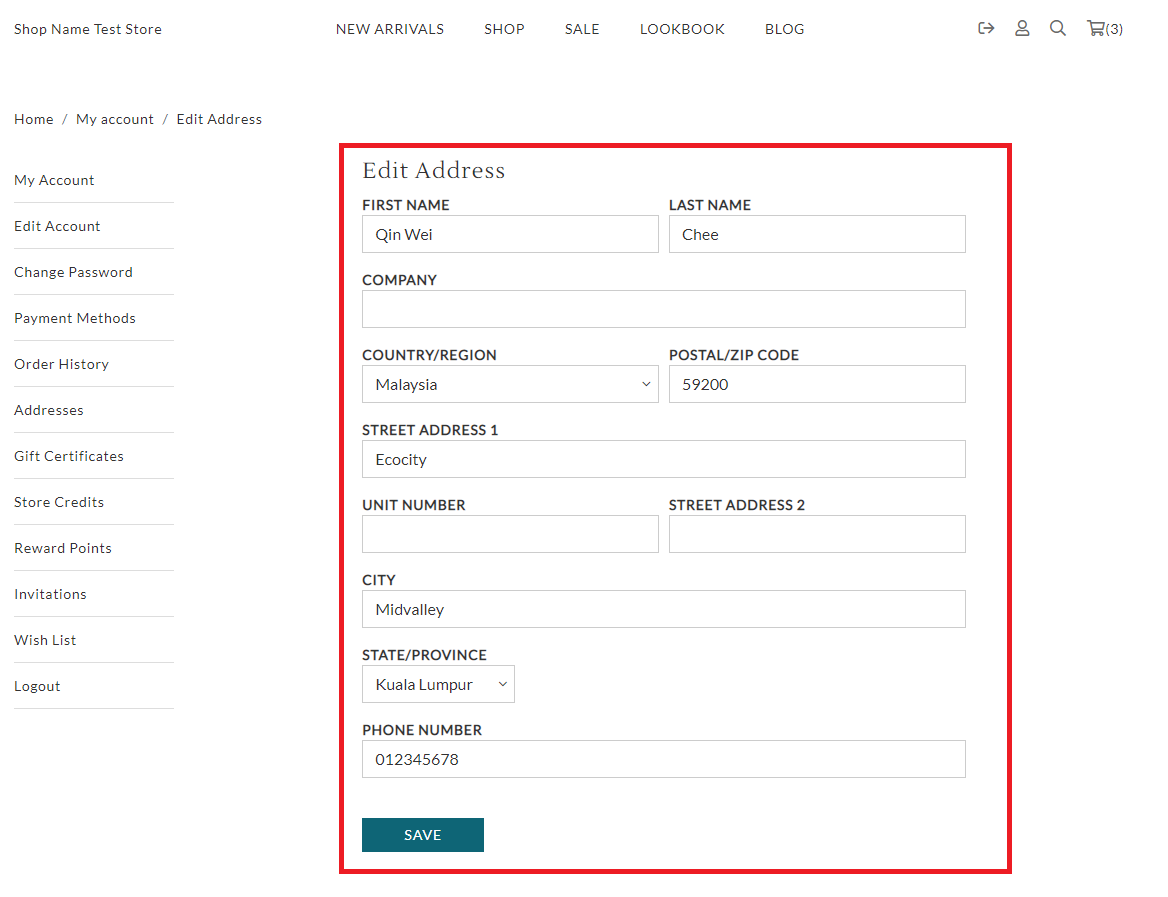 Shop Name Test Store
NEW ARRIVALS SHOP SALE LOOKBOOK BLOG
(3)
Home / My account / Edit Address
My Account
Edit Account
Change Password
Payment Methods
Order History
Addresses
Gift Certificates
Store Credits
Reward Points
Invitations
Wish List
Logout
Edit Address
FIRST NAME LAST NAME
Qin Wei Chee
COMPANY
COUNTRY/REGION POSTAL/ZIP CODE
Malaysia 59200
STREET ADDRESS 1
Ecocity
UNIT NUMBER STREET ADDRESS 2
CITY
Midvalley
STATE/PROVINCE
Kuala Lumpur
PHONE NUMBER
012345678
SAVE